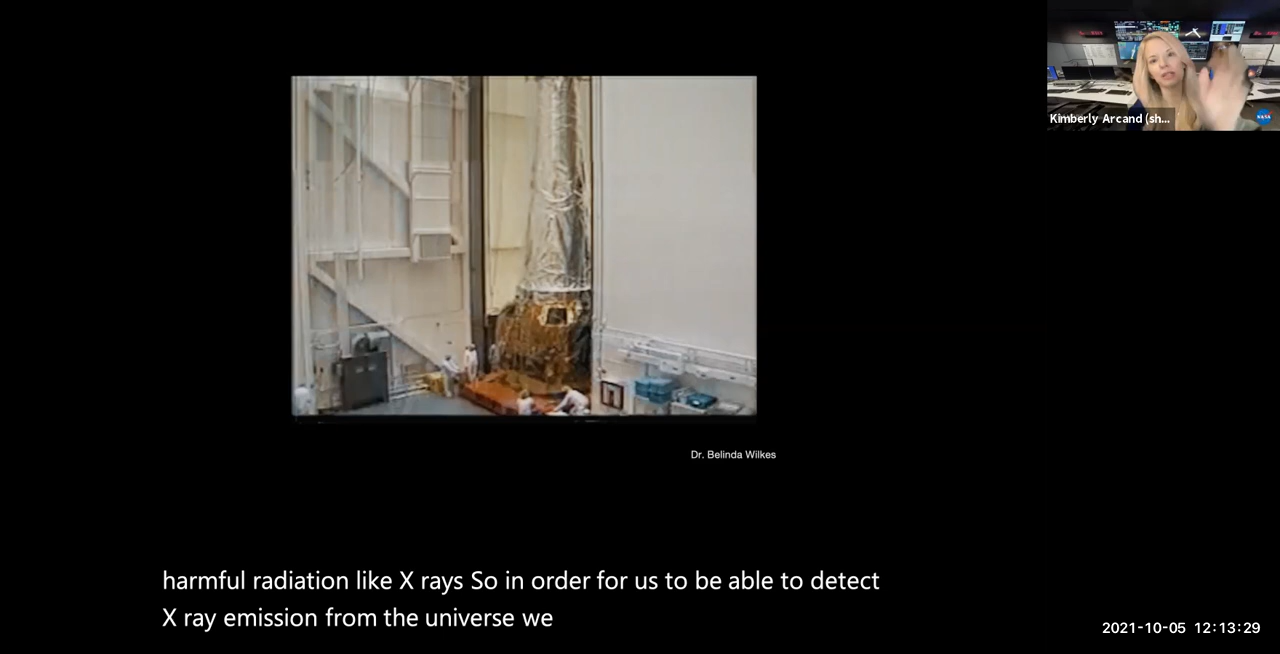 Kimberly Arcand (sh...
NASA
Dr. Belinda Wilkes
harmful radiation like X rays So in order for us to be able to detect
X ray emission from the universe we
2021-10-05 12:13:29